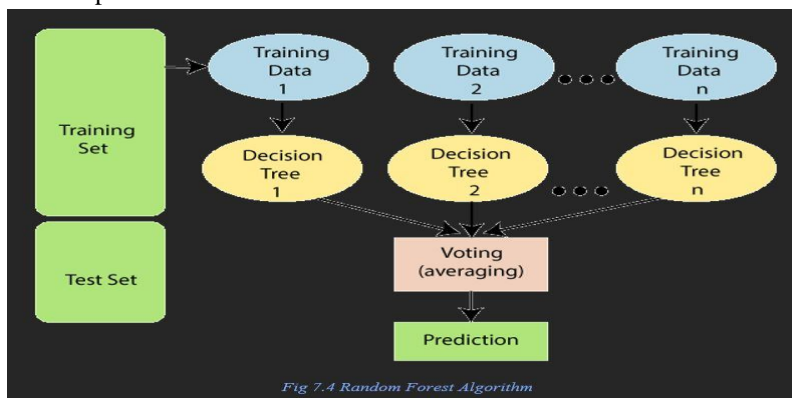 Training
Set
Test Set
Training
Data
1
Training
Data
2
Training
Data
n
Decision
Tree
1
Decision
Tree
2
Decision
Tree
n
Voting
(averaging)
Prediction
Fig 7.4 Random Forest Algorithm